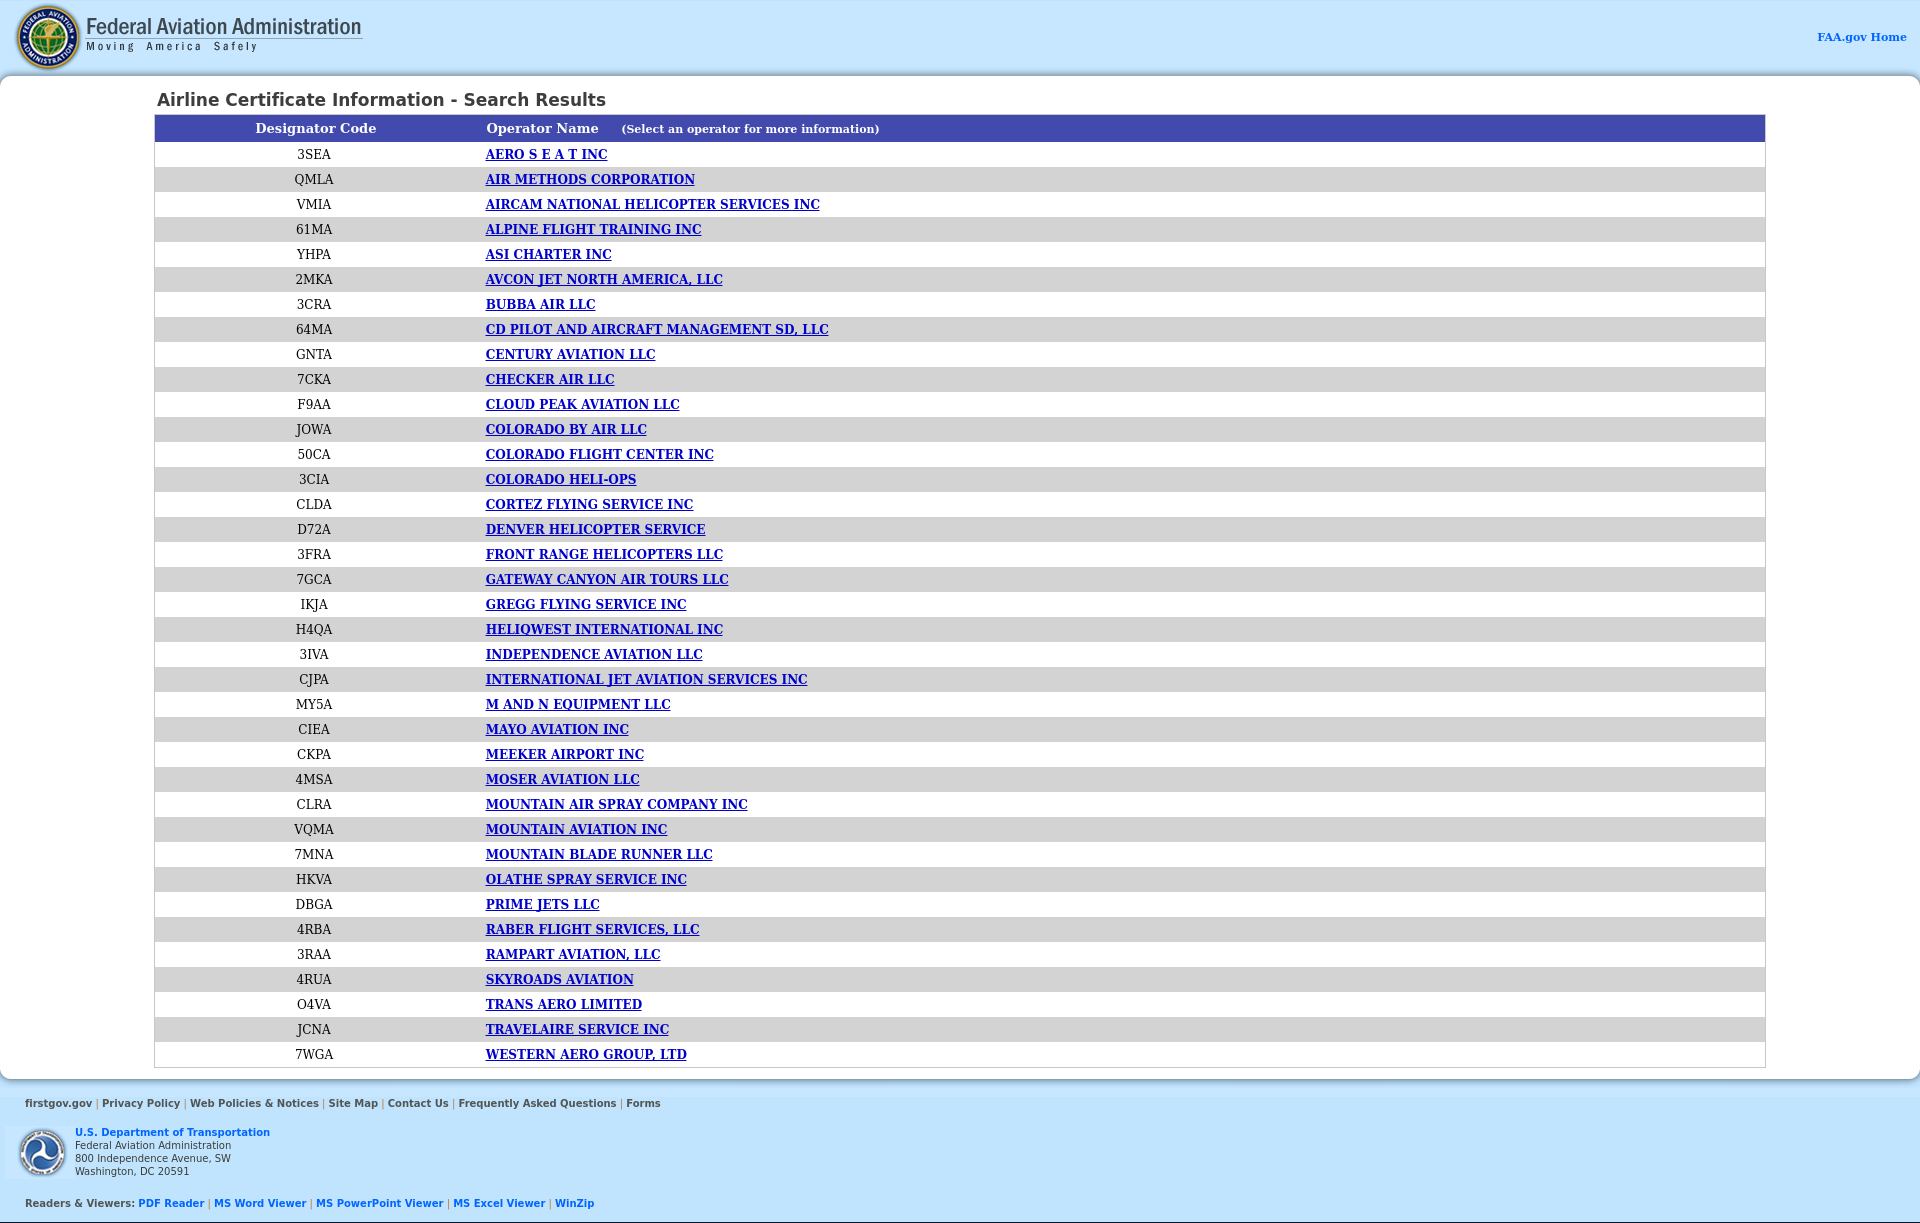 Federal Aviation Administration
Moving America Safely
FAA.gov Home
Airline Certificate Information - Search Results
Designator Code Operator Name (Select an operator for more information)
3SEA AERO S E A T INC
QMLA AIR METHODS CORPORATION
VMIA AIRCAM NATIONAL HELICOPTER SERVICES INC
61MA ALPINE FLIGHT TRAINING INC
YHPA ASI CHARTER INC
2MKA AVCON JET NORTH AMERICA, LLC
3CRA BUBBA AIR LLC
64MA CD PILOT AND AIRCRAFT MANAGEMENT SD, LLC
GNTA CENTURY AVIATION LLC
7CKA CHECKER AIR LLC
F9AA CLOUD PEAK AVIATION LLC
JOWA COLORADO BY AIR LLC
50CA COLORADO FLIGHT CENTER INC
3CIA COLORADO HELI-OPS
CLDA CORTEZ FLYING SERVICE INC
D72A DENVER HELICOPTER SERVICE
3FRA FRONT RANGE HELICOPTERS LLC
7GCA GATEWAY CANYON AIR TOURS LLC
IKJA GREGG FLYING SERVICE INC
H4QA HELIQWEST INTERNATIONAL INC
3IVA INDEPENDENCE AVIATION LLC
CJPA INTERNATIONAL JET AVIATION SERVICES INC
MY5A M AND N EQUIPMENT LLC
CIEA MAYO AVIATION INC
CKPA MEEKER AIRPORT INC
4MSA MOSER AVIATION LLC
CLRA MOUNTAIN AIR SPRAY COMPANY INC
VQMA MOUNTAIN AVIATION INC
7MNA MOUNTAIN BLADE RUNNER LLC
HKVA OLATHE SPRAY SERVICE INC
DBGA PRIME JETS LLC
4RBA RABER FLIGHT SERVICES, LLC
3RAA RAMPART AVIATION, LLC
4RUA SKYROADS AVIATION
O4VA TRANS AERO LIMITED
JCNA TRAVELAIRE SERVICE INC
7WGA WESTERN AERO GROUP, LTD
firstgov.gov | Privacy Policy | Web Policies & Notices | Site Map | Contact Us | Frequently Asked Questions | Forms
U.S. Department of Transportation
Federal Aviation Administration
800 Independence Avenue, SW
Washington, DC 20591
Readers & Viewers: PDF Reader | MS Word Viewer | MS PowerPoint Viewer | MS Excel Viewer | WinZip